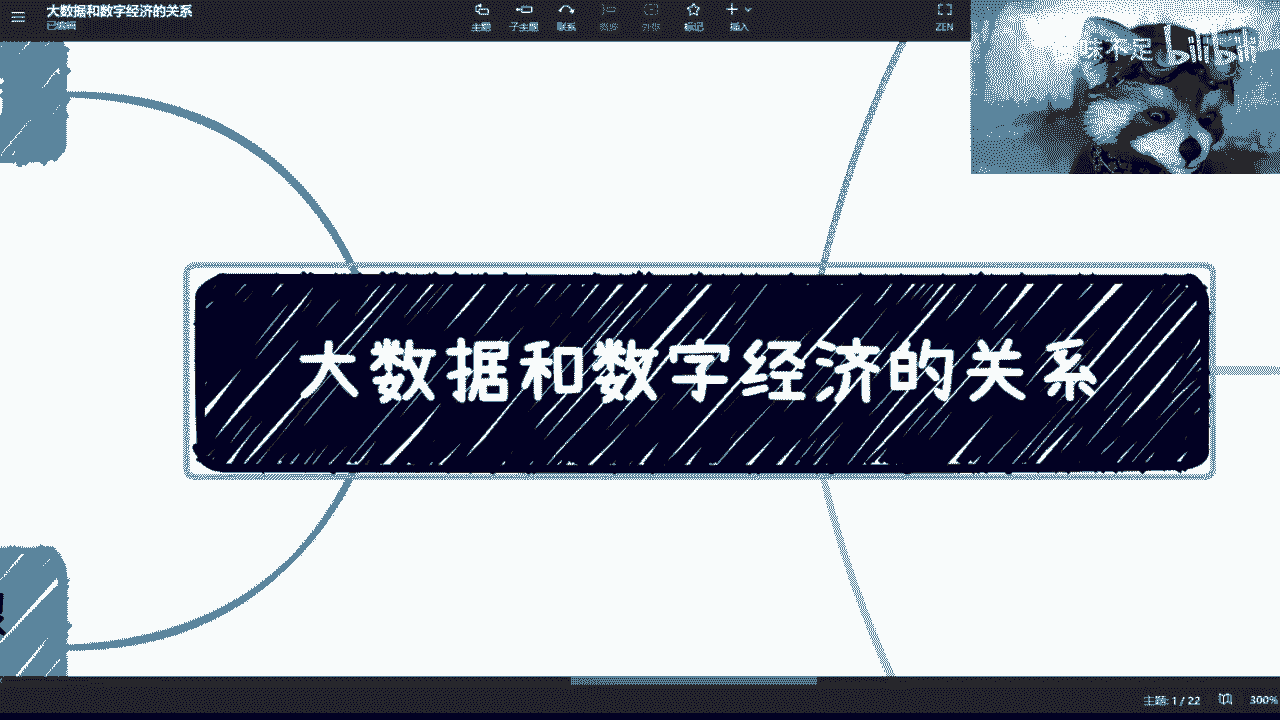 大数据和数字经济的关系
已编辑
主题
子主题
联系
概要
外框
标记
插入
ZEN
味不足 bilibili
大数据和数字经济的关系
主题: 1 / 22
300%